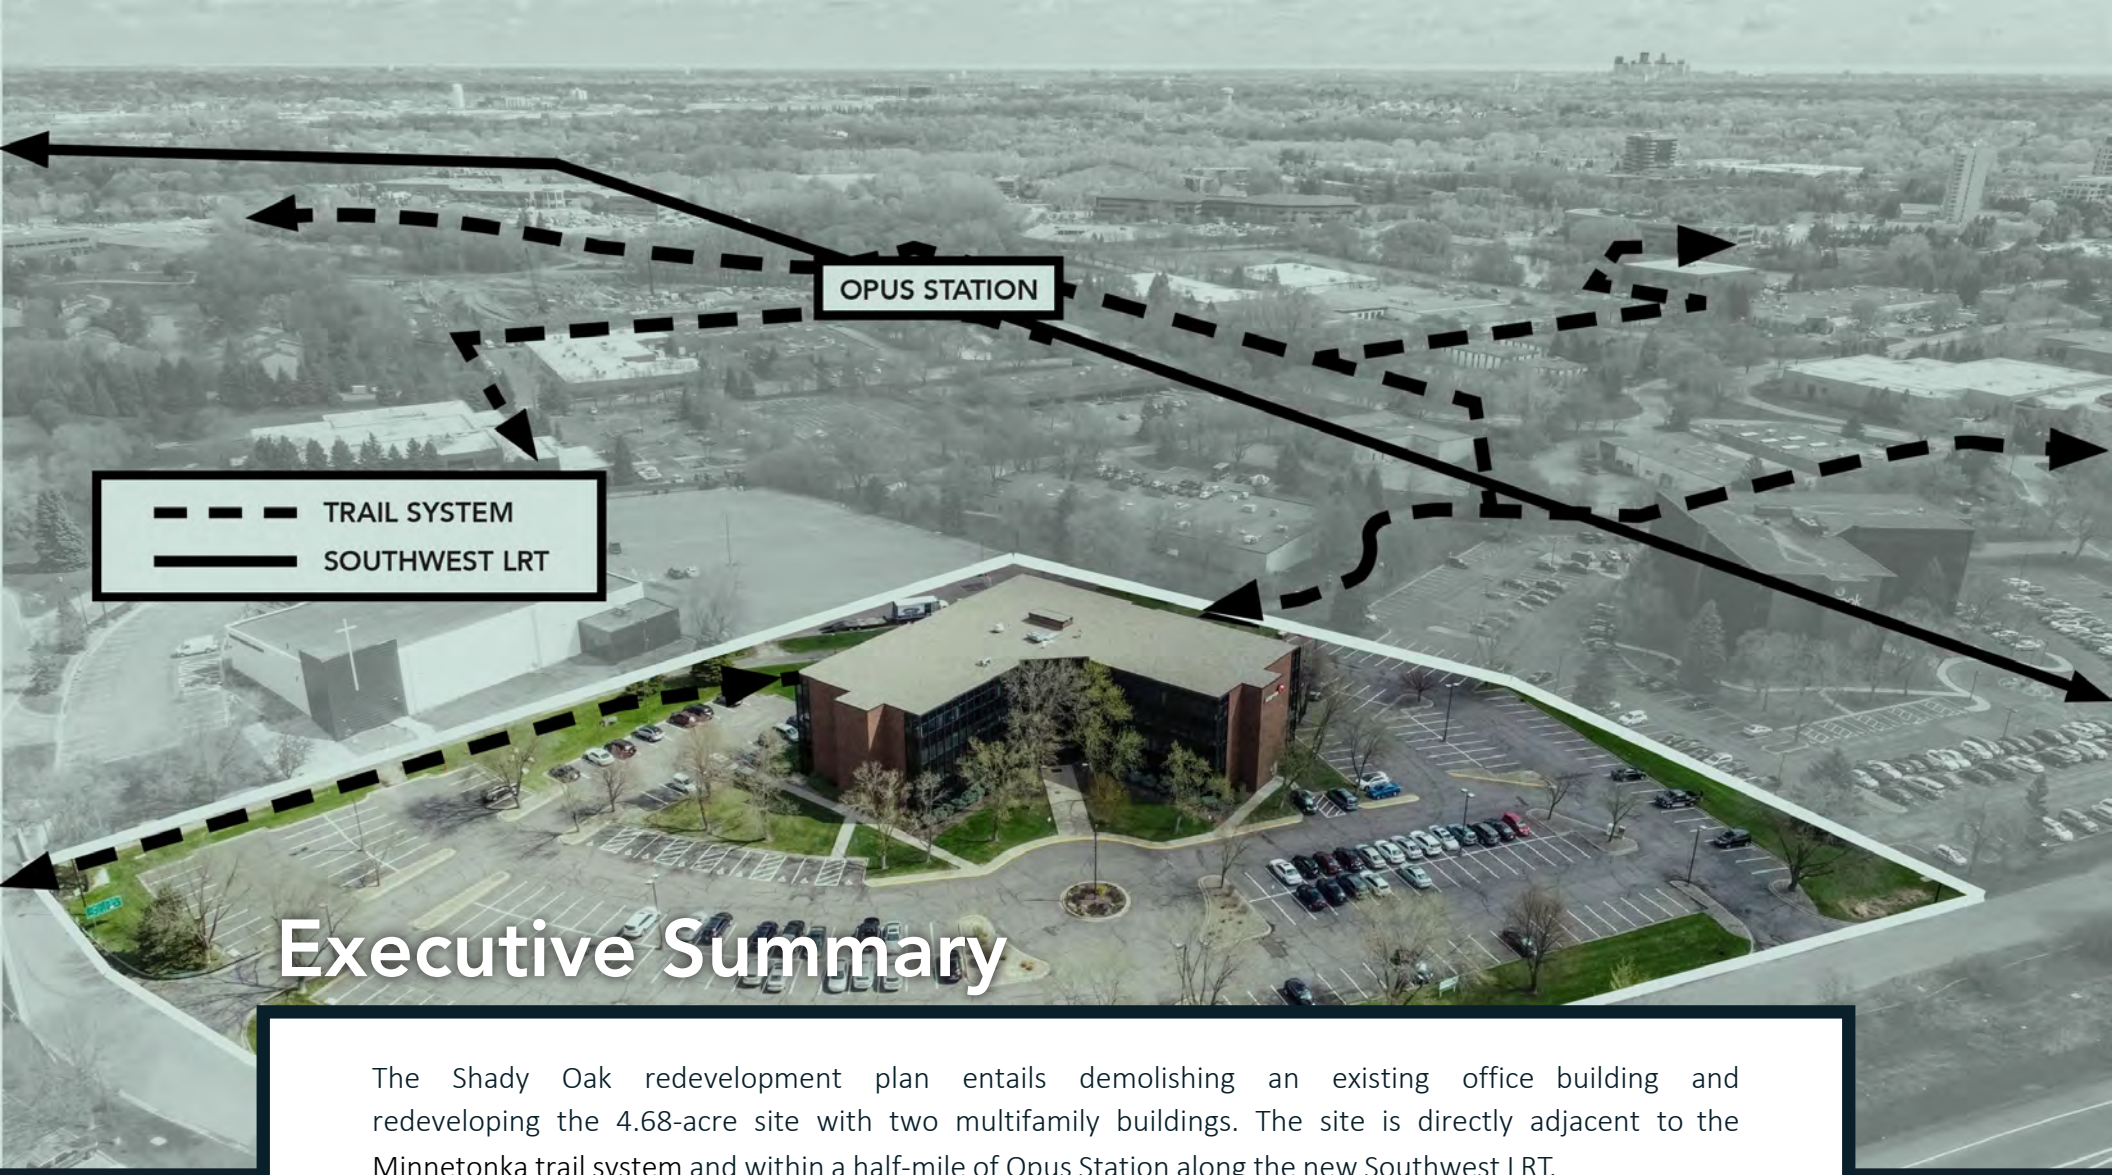 OPUS STATION
TRAIL SYSTEM
SOUTHWEST LRT
Executive Summary
The Shady Oak redevelopment plan entails demolishing an existing office building and
redeveloping the 4.68-acre site with two multifamily buildings. The site is directly adjacent to the
Minnetonka trail system and within a half-mile of Opus Station along the new Southwest LRT.